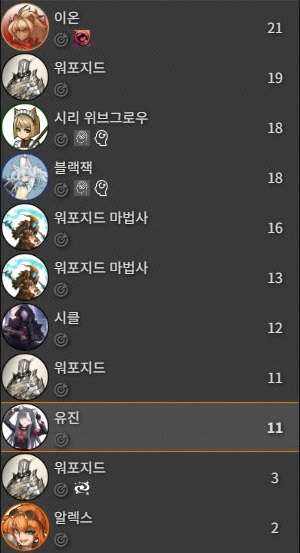 이온 21
워포지드 19
시리 위브그로우 18
블랙잭 18
워포지드 마법사 16
워포지드 마법사 13
시클 12
워포지드 11
유진 11
워포지드 3
알렉스 2